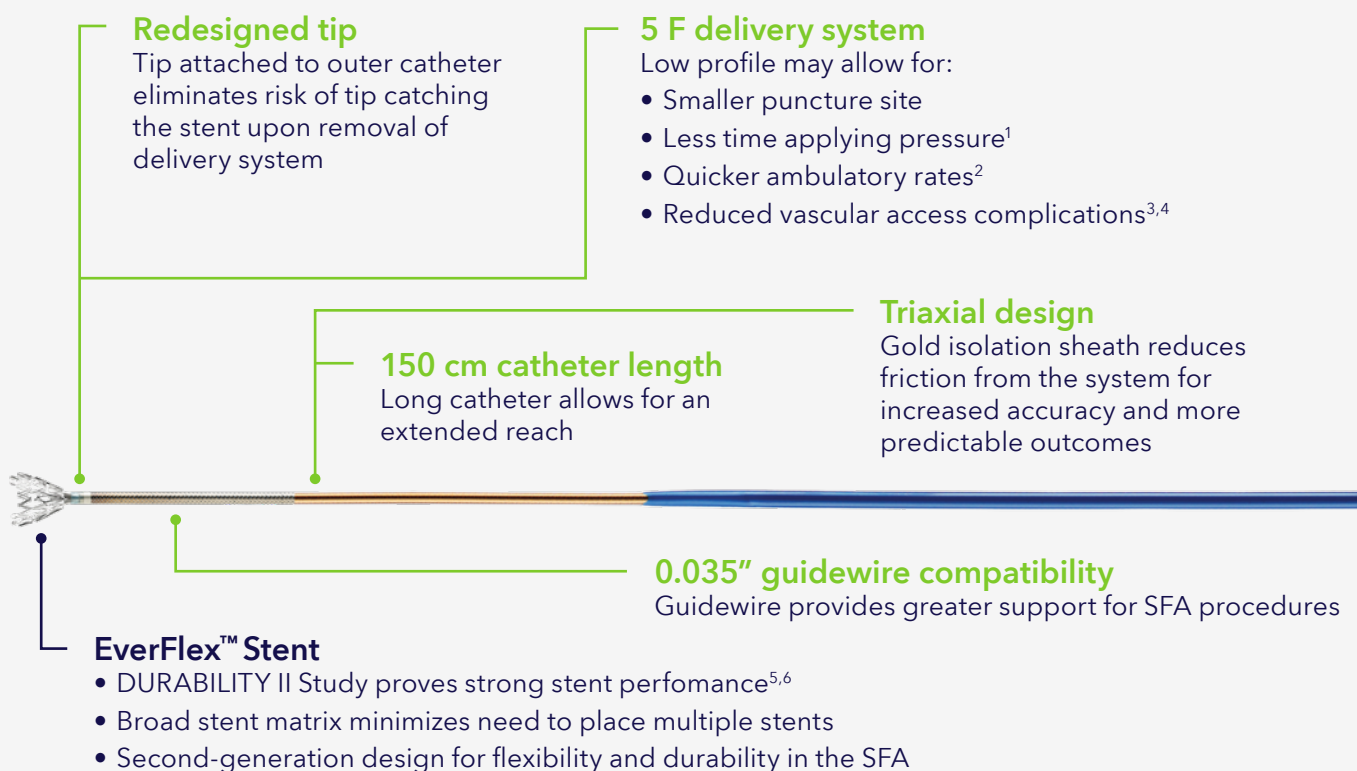 Redesigned tip
Tip attached to outer catheter
eliminates risk of tip catching
the stent upon removal of
delivery system
5 F delivery system
Low profile may allow for:
• Smaller puncture site
• Less time applying pressure1
• Quicker ambulatory rates2
• Reduced vascular access complications3,4
150 cm catheter length
Long catheter allows for an
extended reach
Triaxial design
Gold isolation sheath reduces
friction from the system for
increased accuracy and more
predictable outcomes
0.035” guidewire compatibility
Guidewire provides greater support for SFA procedures
EverFlex™ Stent
• DURABILITY II Study proves strong stent perfomance5,6
• Broad stent matrix minimizes need to place multiple stents
• Second-generation design for flexibility and durability in the SFA